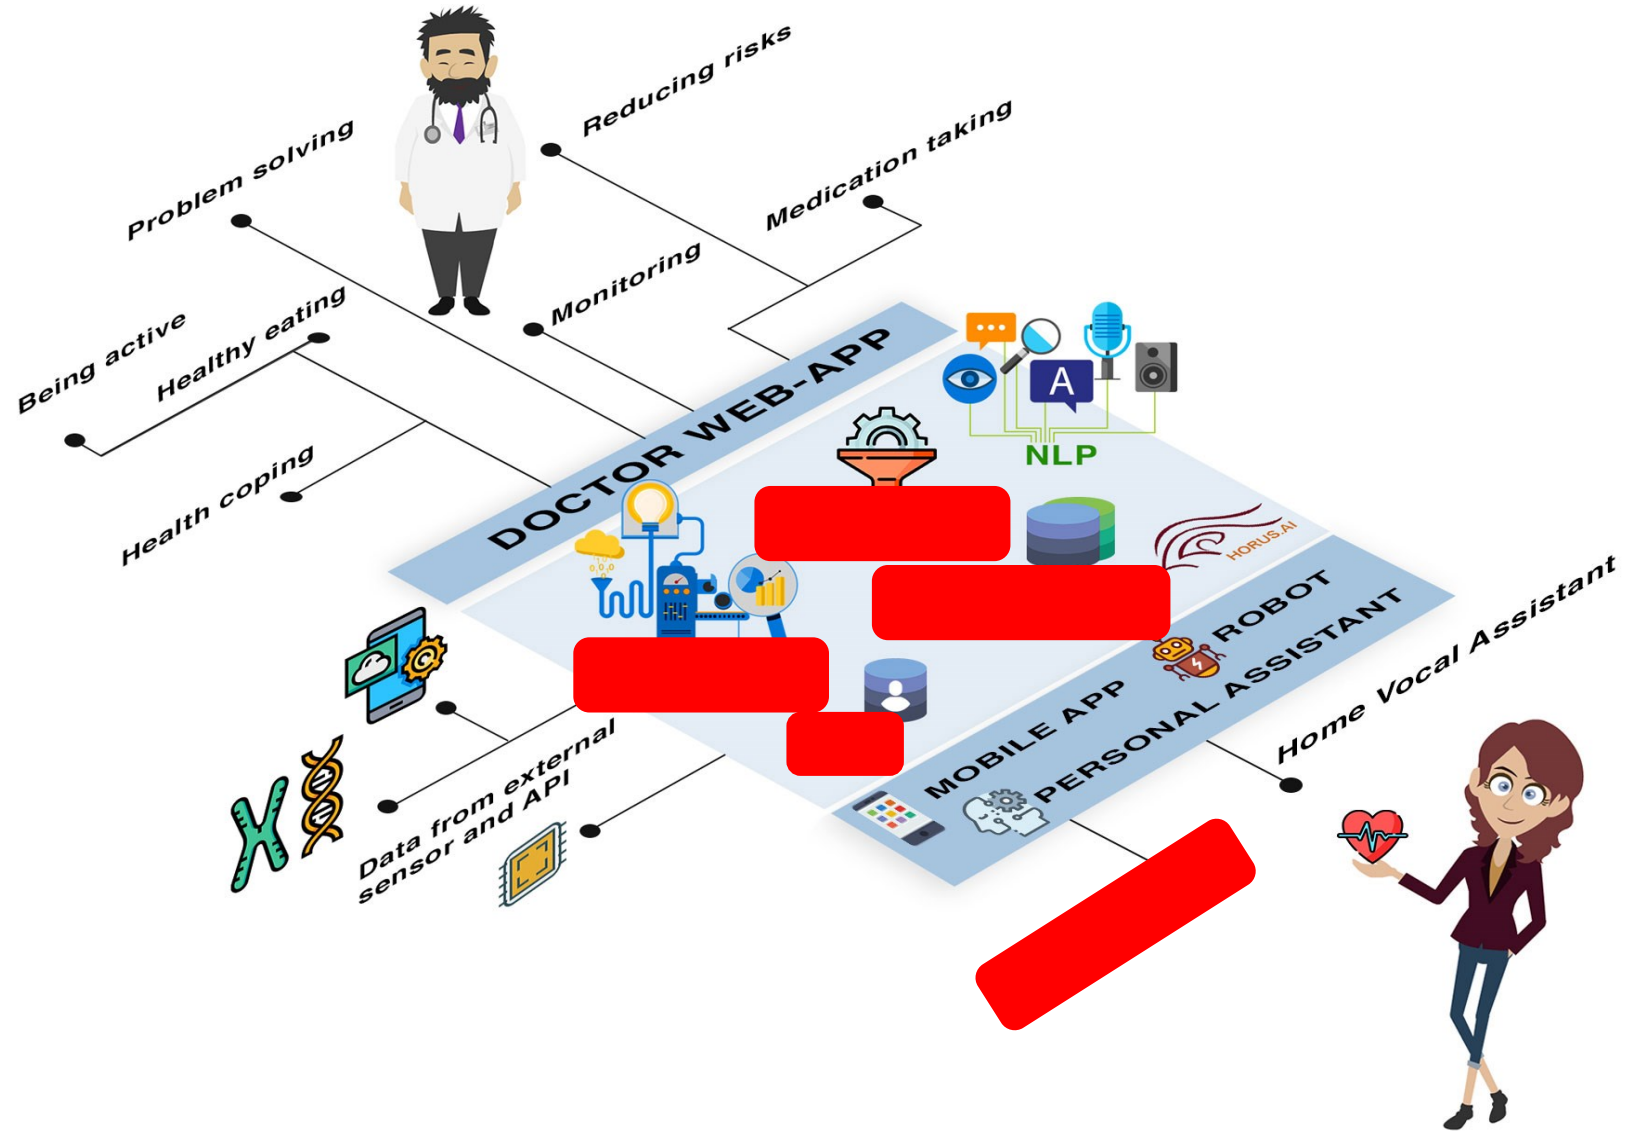 Reducing risks
Problem solving
Medication taking
Monitoring
Being active
Healthy eating
Health coping
DOCTOR WEB-APP
A
NLP
HORUS.AI
ROBOT
MOBILE APP
PERSONAL ASSISTANT
Home Vocal Assistant
Data from external
sensor and API